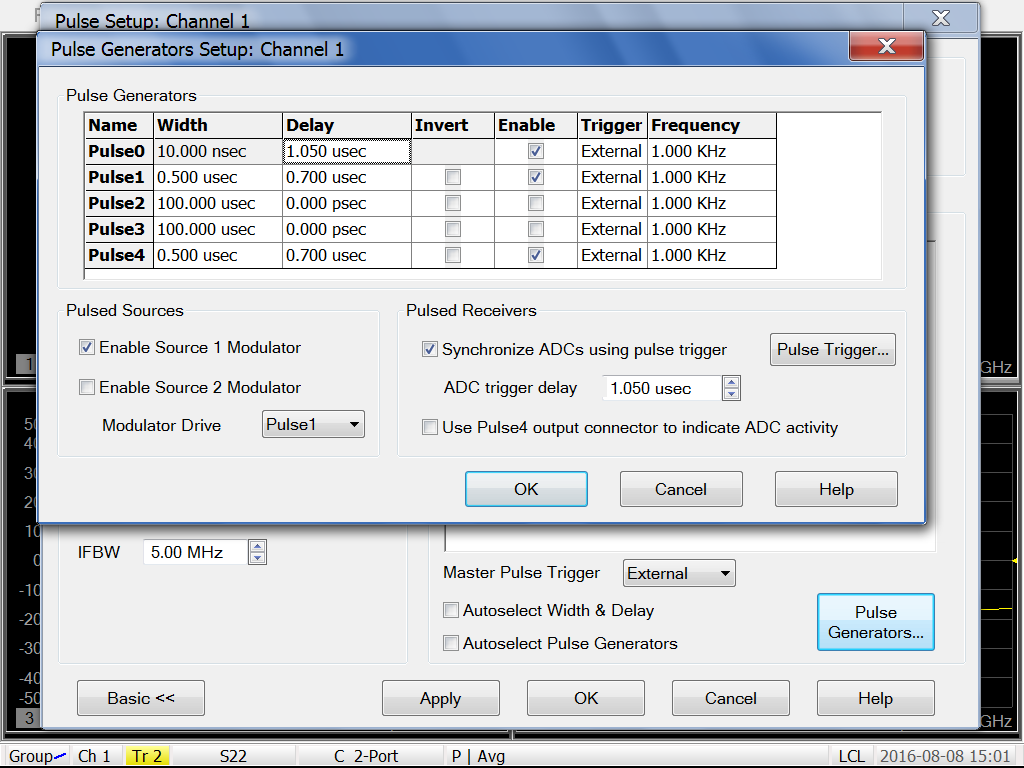 Pulse Setup: Channel 1
Pulse Generators Setup: Channel 1
Pulse Generators
Name Width Delay Invert Enable Trigger Frequency
Pulse0 10.000 nsec 1.050 usec External 1.000 KHz
Pulse1 0.500 usec 0.700 usec External 1.000 KHz
Pulse2 100.000 usec 0.000 psec External 1.000 KHz
Pulse3 100.000 usec 0.000 psec External 1.000 KHz
Pulse4 0.500 usec 0.700 usec External 1.000 KHz
Pulsed Sources
Enable Source 1 Modulator
Enable Source 2 Modulator
Modulator Drive Pulse1
Pulsed Receivers
Synchronize ADCs using pulse trigger Pulse Trigger...
ADC trigger delay 1.050 usec
Use Pulse4 output connector to indicate ADC activity
OK Cancel Help
1
GHz
50
40
30
20
10
0
-10
-20
-30
-40
-50
3
GHz
IFBW 5.00 MHz
Master Pulse Trigger External
Autoselect Width & Delay
Autoselect Pulse Generators
Pulse
Generators...
Basic << Apply OK Cancel Help
Group Ch 1 Tr 2 S22 C 2-Port P | Avg LCL 2016-08-08 15:01